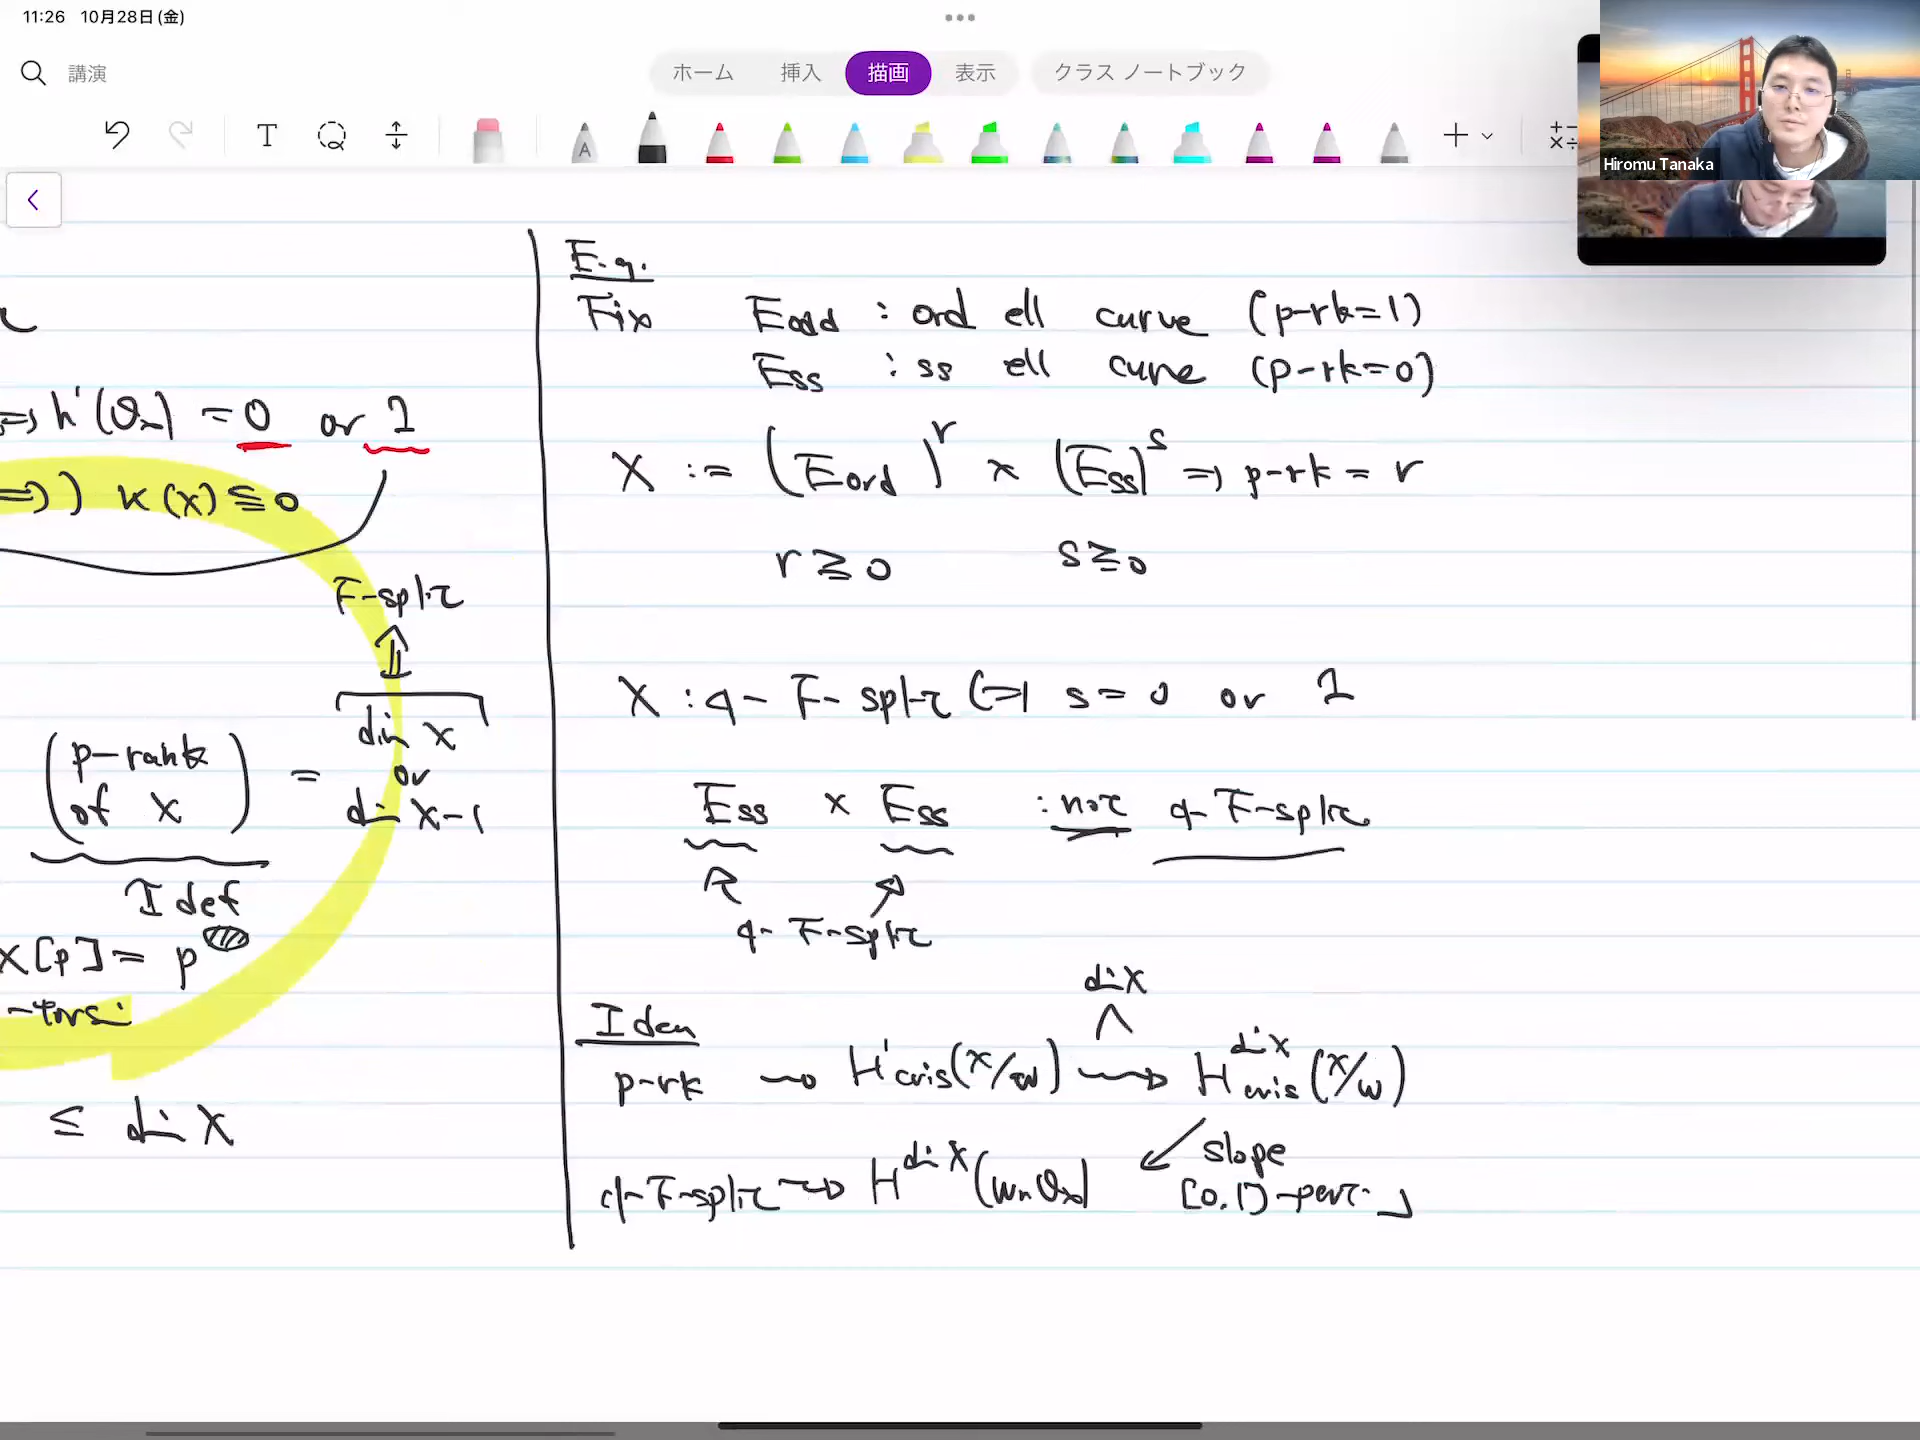 11:26 10月28日(金)
講演
ホーム 挿入 描画 表示 クラス ノートブック
Hiromu Tanaka
⇒ h¹(O_X) = 0 or 1
⇒) κ(X) ≦ 0
F-split
⇑
(p-rank of X) = dim X or dim X-1
I def
X[p] = p
-tors
≤ dim X
E.g.
Fix E_ord : ord ell curve (p-rk=1)
E_ss : ss ell curve (p-rk=0)
X := (E_ord)^r × (E_ss)^s ⇒ p-rk = r
r ≧ 0 s ≧ 0
X : q-F-split ⇔ s = 0 or 1
E_ss × E_ss : not q-F-split
q-F-split
Idea
dim X
∧
p-rk ⇝ H¹_cris(X/W) ⇝ H^{dim X}_cris(X/W)
slope
q-F-split ⇝ H^{dim X}(W_n O_X) [0,1)-part